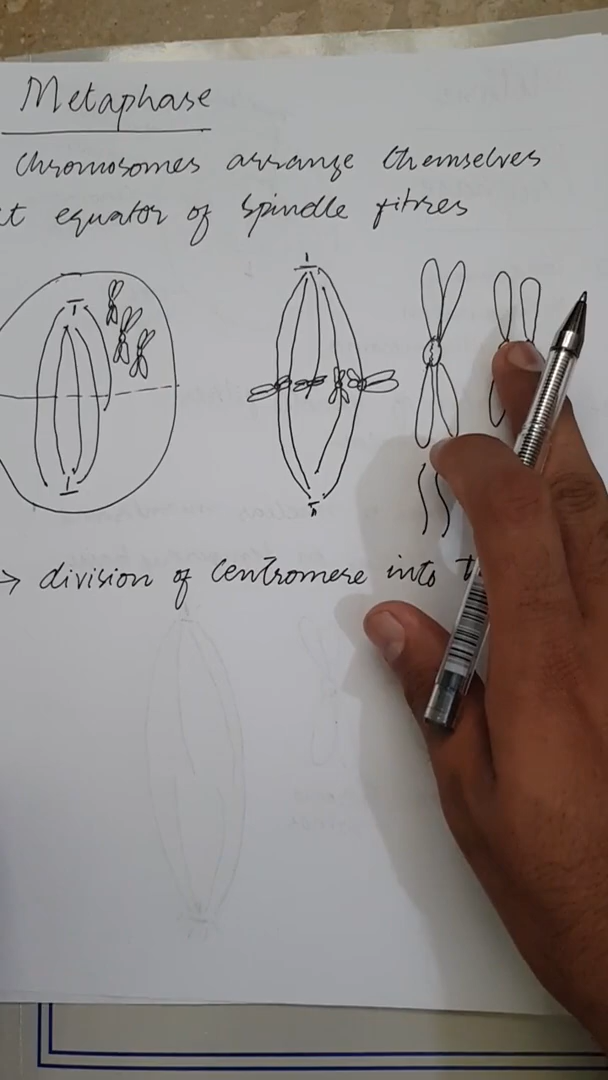 Metaphase
Chromosomes arrange themselves
at equator of Spindle fibres
→ division of Centromere into